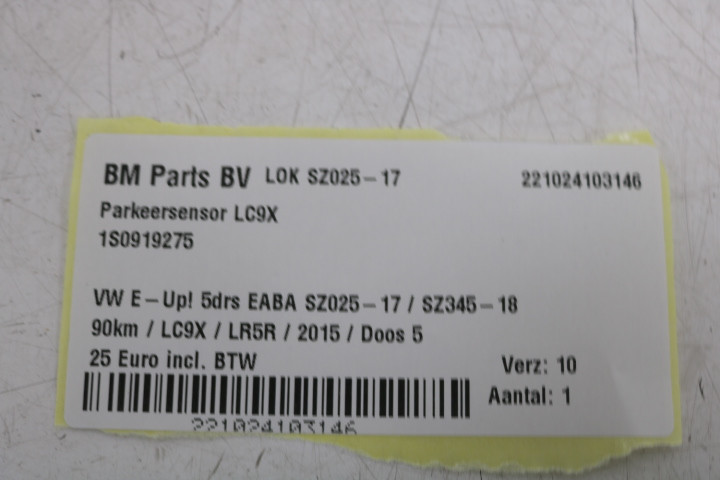 BM Parts BV LOK SZ025-17 221024103146
Parkeersensor LC9X
1S0919275
VW E-Up! 5drs EABA SZ025-17 / SZ345-18
90km / LC9X / LR5R / 2015 / Doos 5
25 Euro incl. BTW Verz: 10
Aantal: 1
221024103146